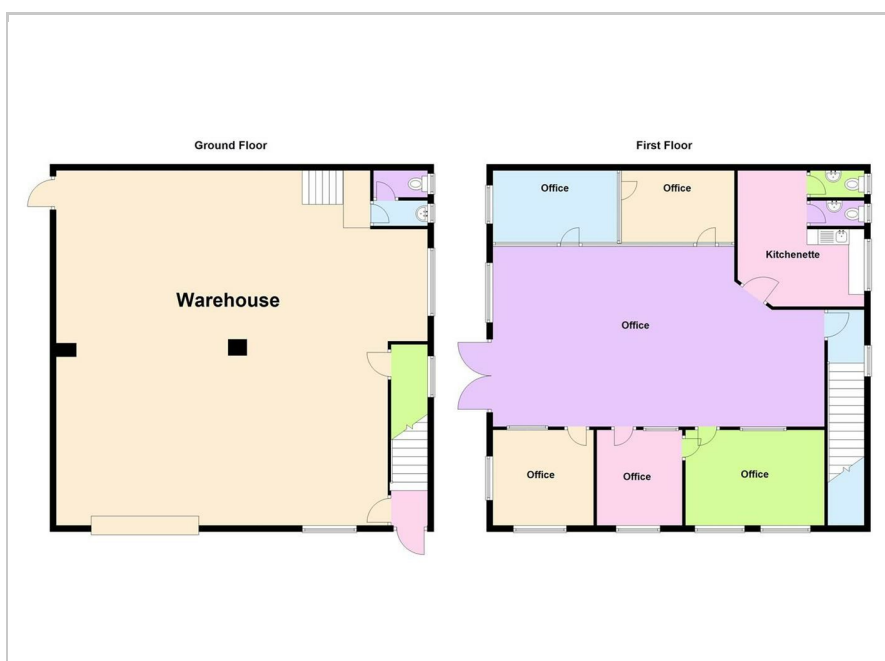 Ground Floor
Warehouse
First Floor
Office
Office
Kitchenette
Office
Office
Office
Office